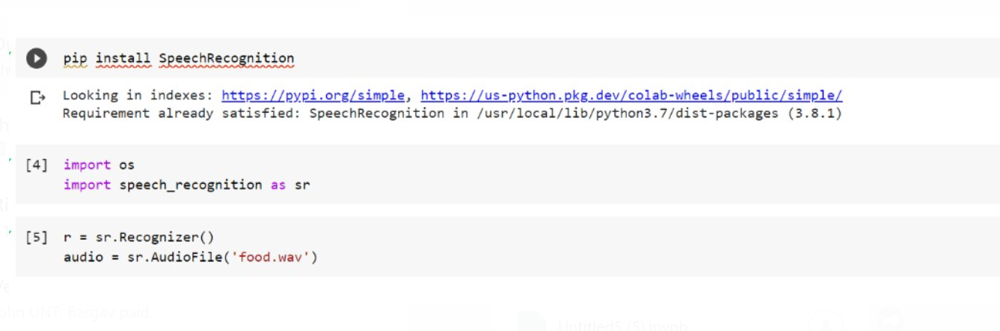 pip install SpeechRecognition
Looking in indexes: https://pypi.org/simple, https://us-python.pkg.dev/colab-wheels/public/simple/
Requirement already satisfied: SpeechRecognition in /usr/local/lib/python3.7/dist-packages (3.8.1)
[4] import os
import speech_recognition as sr
[5] r = sr.Recognizer()
audio = sr.AudioFile('food.wav')
ohn UNT Bargav paid
Untitled5 (5).ipynb